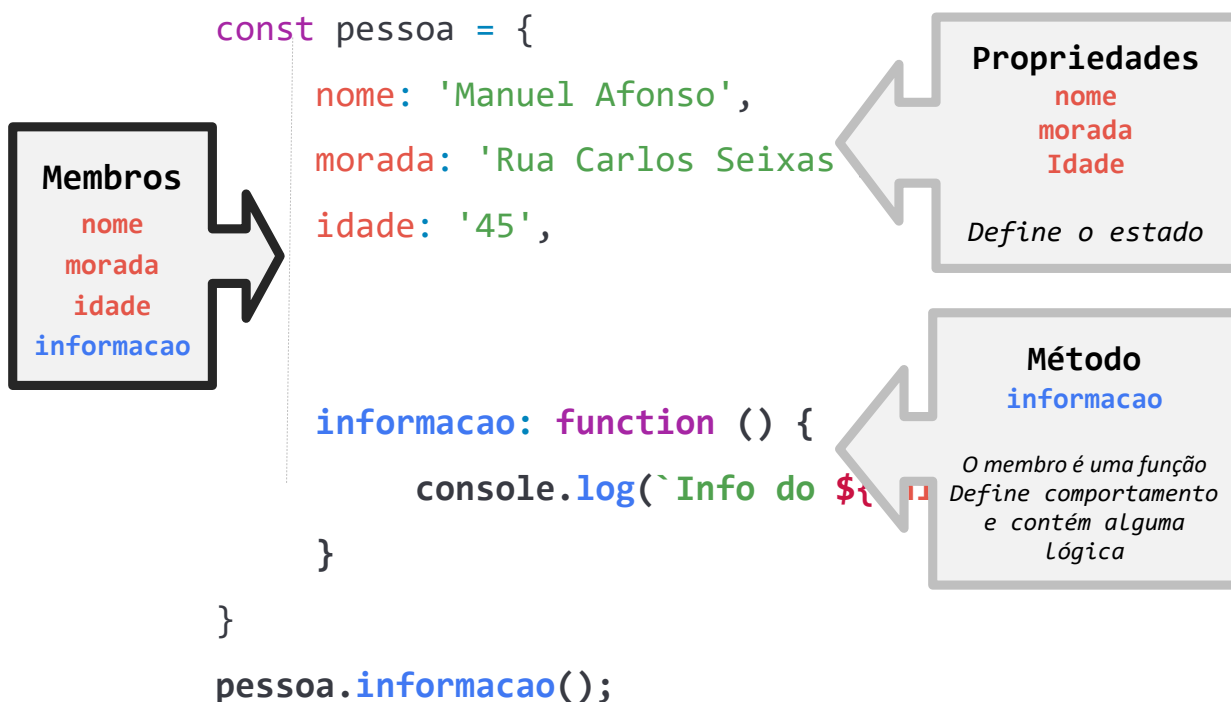 const pessoa = {
nome: 'Manuel Afonso',
morada: 'Rua Carlos Seixas
idade: '45',
informacao: function () {
console.log(`Info do ${
}
}
pessoa.informacao();
Membros
nome
morada
idade
informacao
Propriedades
nome
morada
Idade
Define o estado
Método
informacao
O membro é uma função
Define comportamento
e contém alguma
lógica